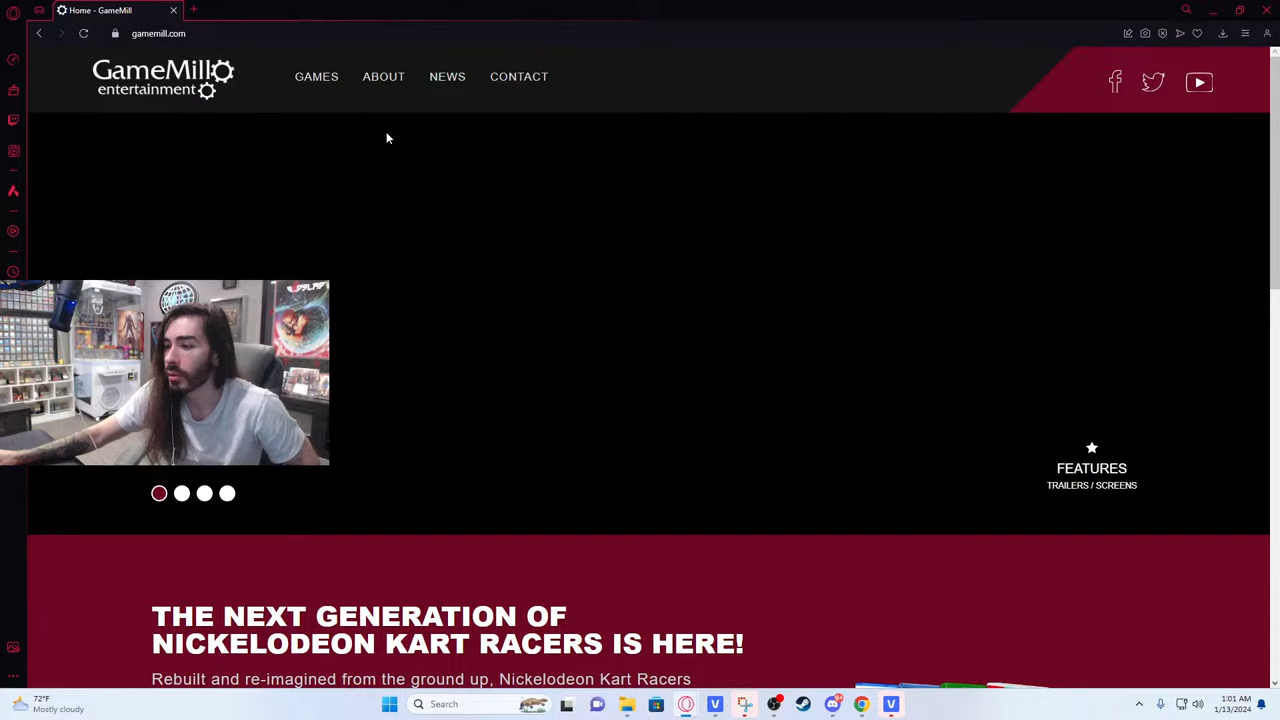 Home - GameMill
gamemill.com
GameMill
entertainment
GAMES ABOUT NEWS CONTACT
FEATURES
TRAILERS / SCREENS
THE NEXT GENERATION OF
NICKELODEON KART RACERS IS HERE!
Rebuilt and re-imagined from the ground up, Nickelodeon Kart Racers
72°F
Mostly cloudy
Search
1:01 AM
1/13/2024